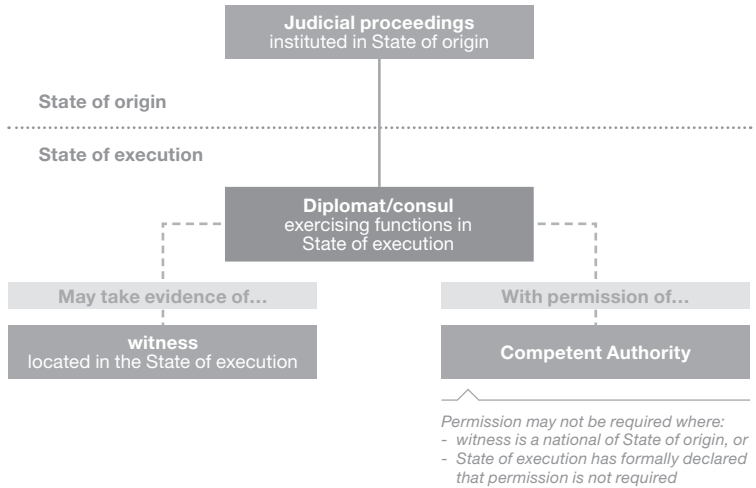 Judicial proceedings
instituted in State of origin
State of origin
State of execution
Diplomat/consul
exercising functions in
State of execution
May take evidence of...
witness
located in the State of execution
With permission of...
Competent Authority
Permission may not be required where:
- witness is a national of State of origin, or
- State of execution has formally declared
that permission is not required